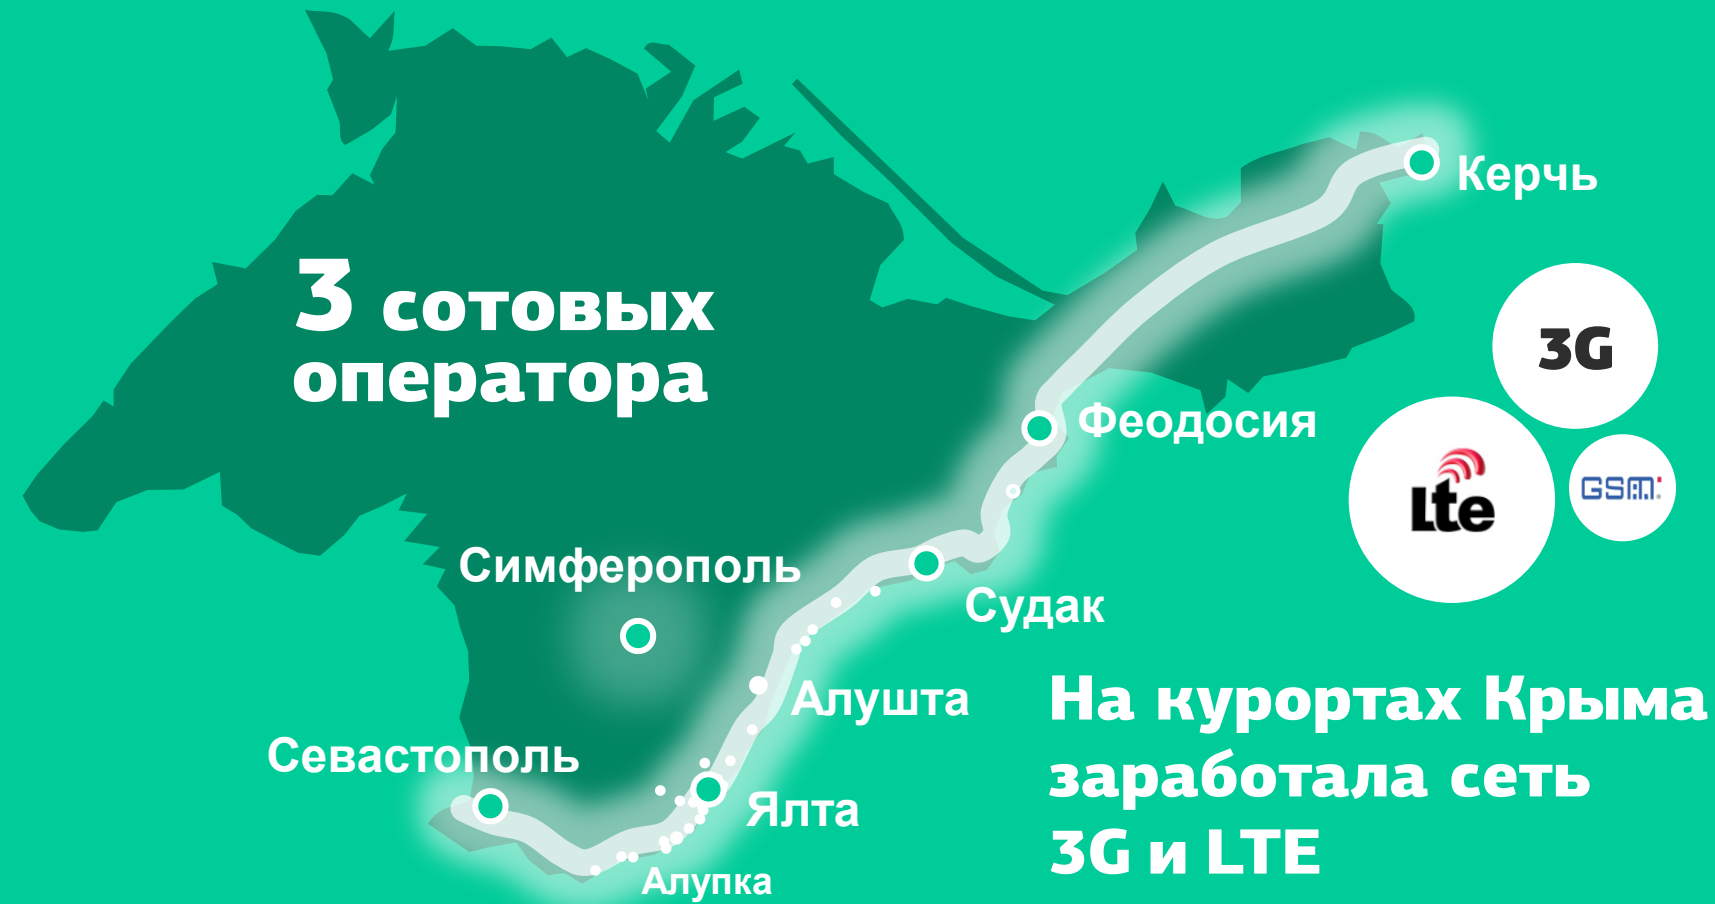 Керчь
3 сотовых
оператора
3G
Феодосия
Lte
GSM
Симферополь
Судак
Алушта
На курортах Крыма
заработала сеть
3G и LTE
Севастополь
Ялта
Алупка